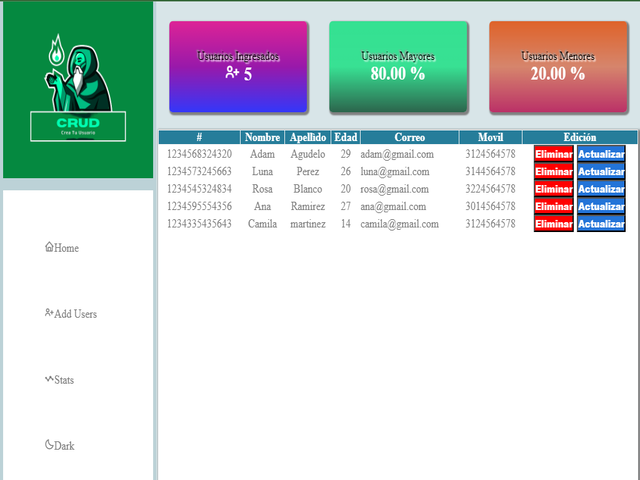 CRUD
Crea Tu Usuario
Home
Add Users
Stats
Dark
Usuarios Ingresados
5
Usuarios Mayores
80.00 %
Usuarios Menores
20.00 %
# Nombre Apellido Edad Correo Movil Edición
1234568324320 Adam Agudelo 29 adam@gmail.com 3124564578 Eliminar Actualizar
1234573245663 Luna Perez 26 luna@gmail.com 3144564578 Eliminar Actualizar
1234545324834 Rosa Blanco 20 rosa@gmail.com 3224564578 Eliminar Actualizar
1234595554356 Ana Ramirez 27 ana@gmail.com 3014564578 Eliminar Actualizar
1234335435643 Camila martinez 14 camila@gmail.com 3124564578 Eliminar Actualizar